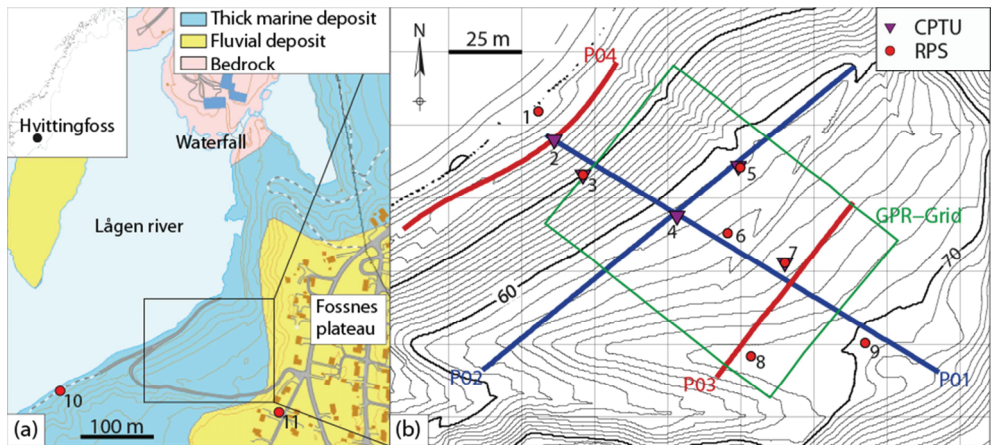 Hvittingfoss
Thick marine deposit
Fluvial deposit
Bedrock
Waterfall
Lågen river
Fossnes
plateau
10
11
(a)
100 m
N
25 m
P04
CPTU
RPS
1
2
3
4
5
6
7
8
9
GPR–Grid
60
70
P02
P03
P01
(b)